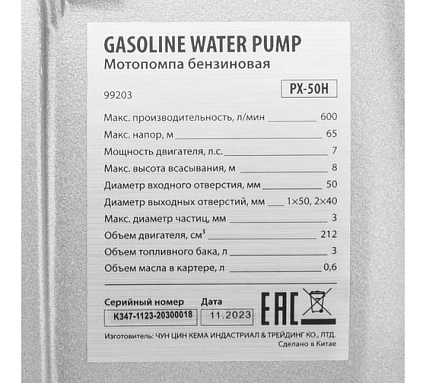 GASOLINE WATER PUMP
Мотопомпа бензиновая
99203 PX-50H
Макс. производительность, л/мин 600
Макс. напор, м 65
Мощность двигателя, л.с. 7
Макс. высота всасывания, м 8
Диаметр входного отверстия, мм 50
Диаметр выходных отверстий, мм 1×50, 2×40
Макс. диаметр частиц, мм 3
Объем двигателя, см³ 212
Объем топливного бака, л 3
Объем масла в картере, л 0,6
Серийный номер Дата EAC
K347-1123-20300018 11.2023
Изготовитель: ЧУН ЦИН КЕМА ИНДАСТРИАЛ & ТРЕЙДИНГ КО., ЛТД.
Сделано в Китае